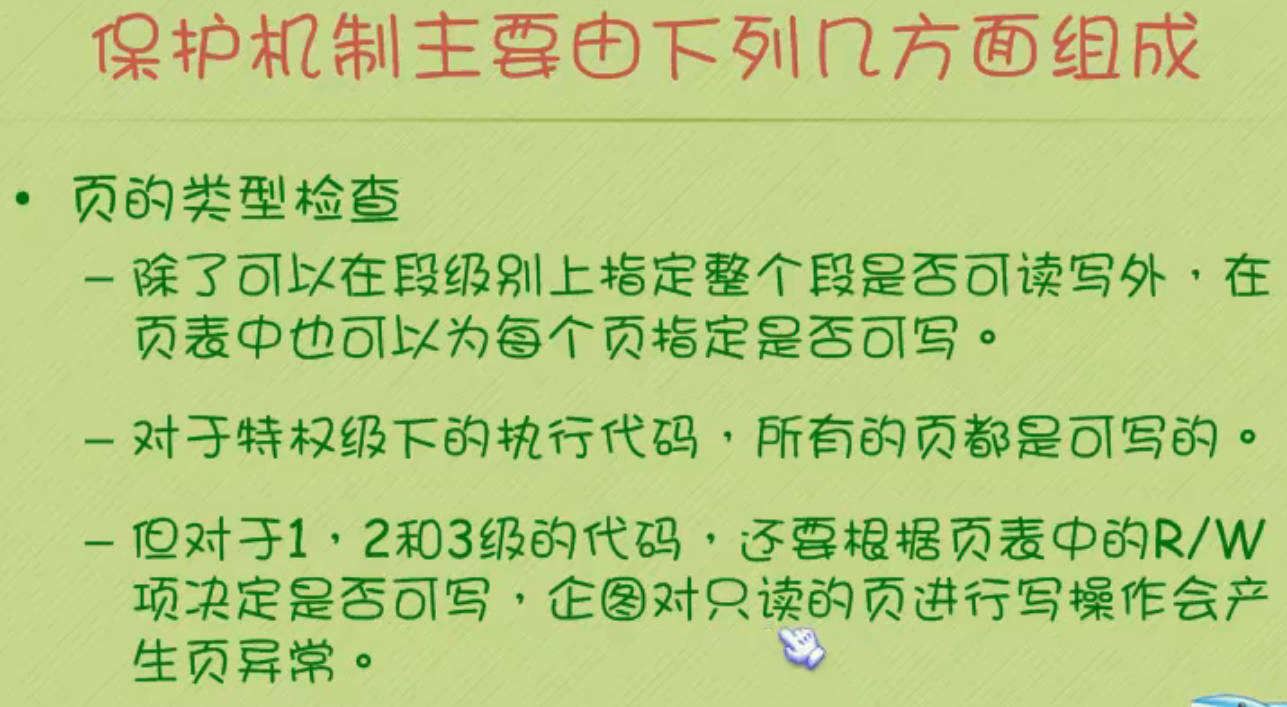 保护机制主要由下列几方面组成
• 页的类型检查
– 除了可以在段级别上指定整个段是否可读写外，在
页表中也可以为每个页指定是否可写。
– 对于特权级下的执行代码，所有的页都是可写的。
– 但对于1，2和3级的代码，还要根据页表中的R/W
项决定是否可写，企图对只读的页进行写操作会产
生页异常。